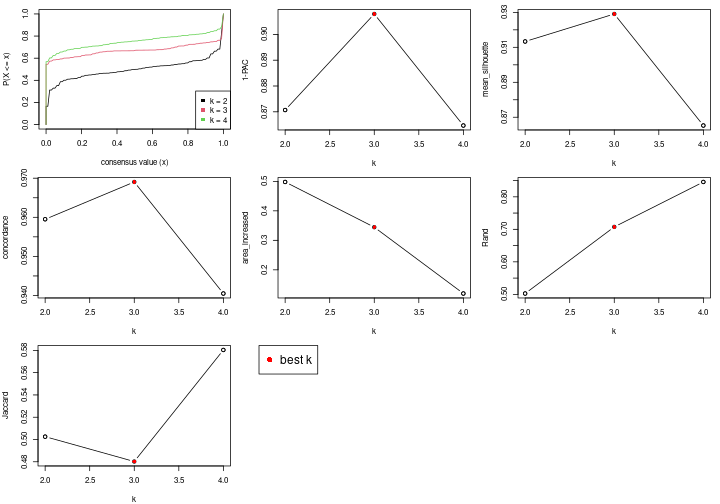 P(X <= x)
0.0 0.2 0.4 0.6 0.8 1.0
k = 2
k = 3
k = 4
0.0 0.2 0.4 0.6 0.8 1.0
consensus value (x)
1-PAC
0.87 0.88 0.89 0.90
2.0 2.5 3.0 3.5 4.0
k
mean_silhouette
0.87 0.89 0.91 0.93
2.0 2.5 3.0 3.5 4.0
k
concordance
0.940 0.950 0.960 0.970
2.0 2.5 3.0 3.5 4.0
k
area_increased
0.2 0.3 0.4 0.5
2.0 2.5 3.0 3.5 4.0
k
Rand
0.50 0.60 0.70 0.80
2.0 2.5 3.0 3.5 4.0
k
Jaccard
0.48 0.50 0.52 0.54 0.56 0.58
2.0 2.5 3.0 3.5 4.0
k
best k